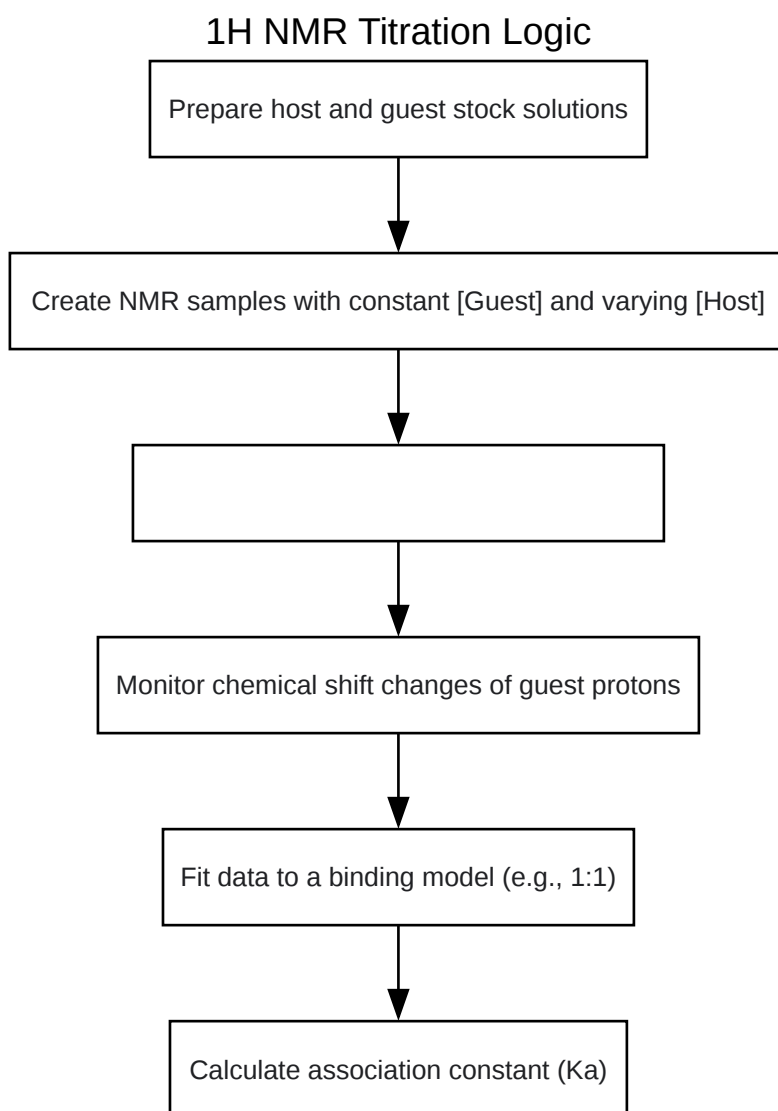 1H NMR Titration Logic
Prepare host and guest stock solutions
Create NMR samples with constant [Guest] and varying [Host]
Monitor chemical shift changes of guest protons
Fit data to a binding model (e.g., 1:1)
Calculate association constant (Ka)